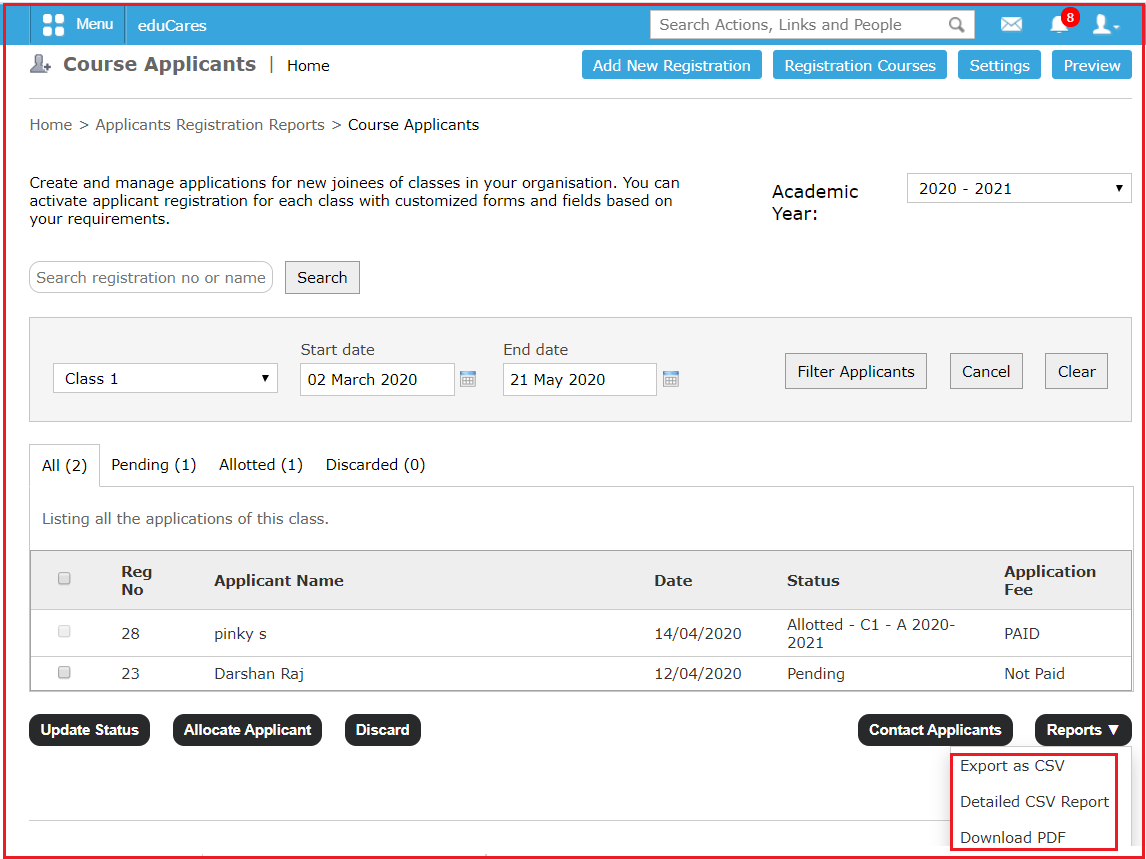 Menu eduCares Search Actions, Links and People 8
Course Applicants | Home Add New Registration Registration Courses Settings Preview
Home > Applicants Registration Reports > Course Applicants
Create and manage applications for new joinees of classes in your organisation. You can
activate applicant registration for each class with customized forms and fields based on
your requirements.
Academic
Year:
2020 - 2021 ▼
Search registration no or name Search
Start date End date
Class 1 ▼ 02 March 2020 21 May 2020 Filter Applicants Cancel Clear
All (2) Pending (1) Allotted (1) Discarded (0)
Listing all the applications of this class.
Reg
No
Applicant Name Date Status
Application
Fee
28 pinky s 14/04/2020
Allotted - C1 - A 2020-
2021
PAID
23 Darshan Raj 12/04/2020 Pending Not Paid
Update Status Allocate Applicant Discard Contact Applicants Reports ▼
Export as CSV
Detailed CSV Report
Download PDF